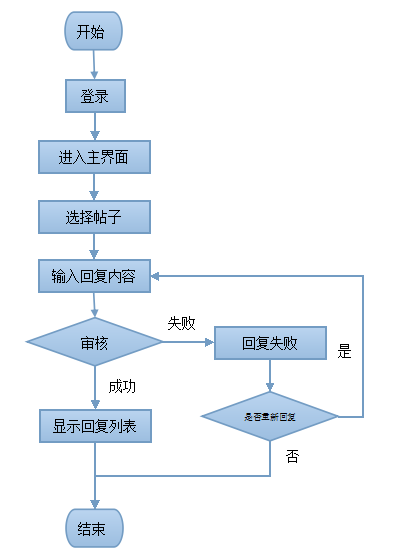 开始
登录
进入主界面
选择帖子
输入回复内容
审核
失败
回复失败
是
成功
是否重新回复
显示回复列表
否
结束